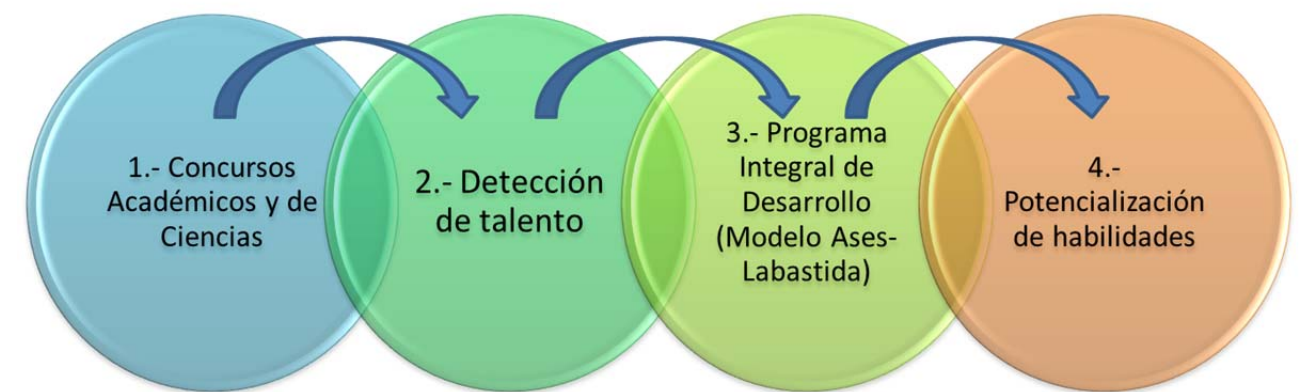 1.- Concursos
Académicos y de
Ciencias
2.- Detección
de talento
3.- Programa
Integral de
Desarrollo
(Modelo Ases-
Labastida)
4.-
Potencialización
de habilidades